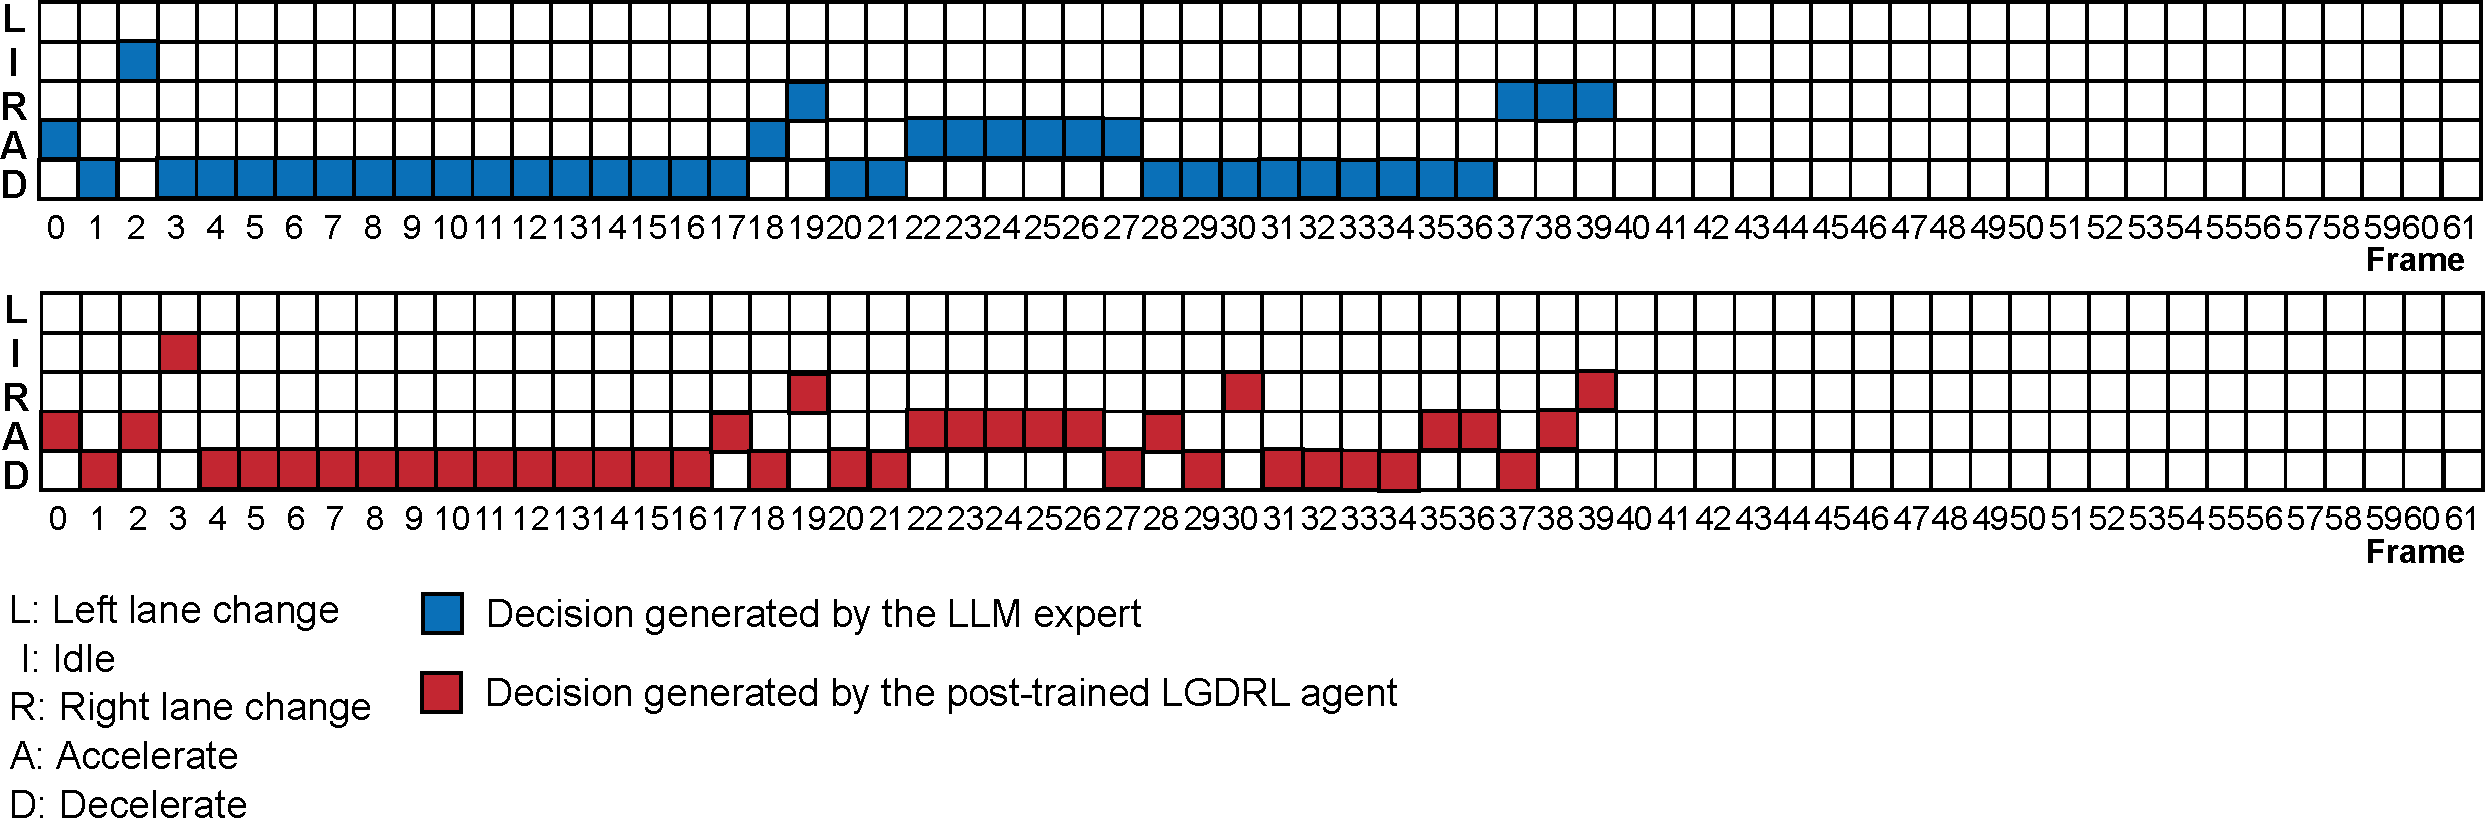 L
I
R
A
D
0 1 2 3 4 5 6 7 8 9 10 11 12 13 14 15 16 17 18 19 20 21 22 23 24 25 26 27 28 29 30 31 32 33 34 35 36 37 38 39 40 41 42 43 44 45 46 47 48 49 50 51 52 53 54 55 56 57 58 59 60 61
Frame
L
I
R
A
D
0 1 2 3 4 5 6 7 8 9 10 11 12 13 14 15 16 17 18 19 20 21 22 23 24 25 26 27 28 29 30 31 32 33 34 35 36 37 38 39 40 41 42 43 44 45 46 47 48 49 50 51 52 53 54 55 56 57 58 59 60 61
Frame
L: Left lane change
I: Idle
R: Right lane change
A: Accelerate
D: Decelerate
Decision generated by the LLM expert
Decision generated by the post-trained LGDRL agent